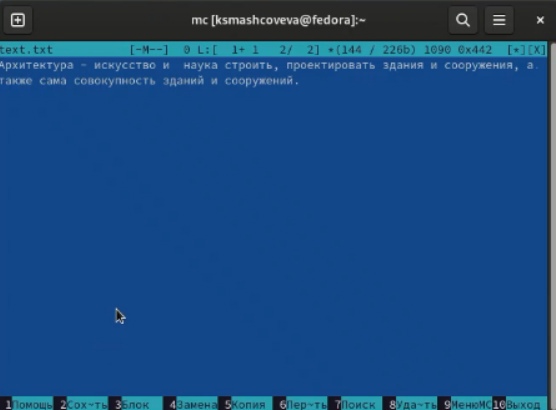 mc [ksmashcoveva@fedora]:~
text.txt [-M--] 0 L:[ 1+ 1 2/ 2] *(144 / 226b) 1090 0x442 [*][X]
Архитектура – искусство и  наука строить, проектировать здания и сооружения, а.
также сама совокупность зданий и сооружений.
1Помощь 2Сох~ть 3Блок 4Замена 5Копия 6Пер~ть 7Поиск 8Уда~ть 9МенюMC 10Выход